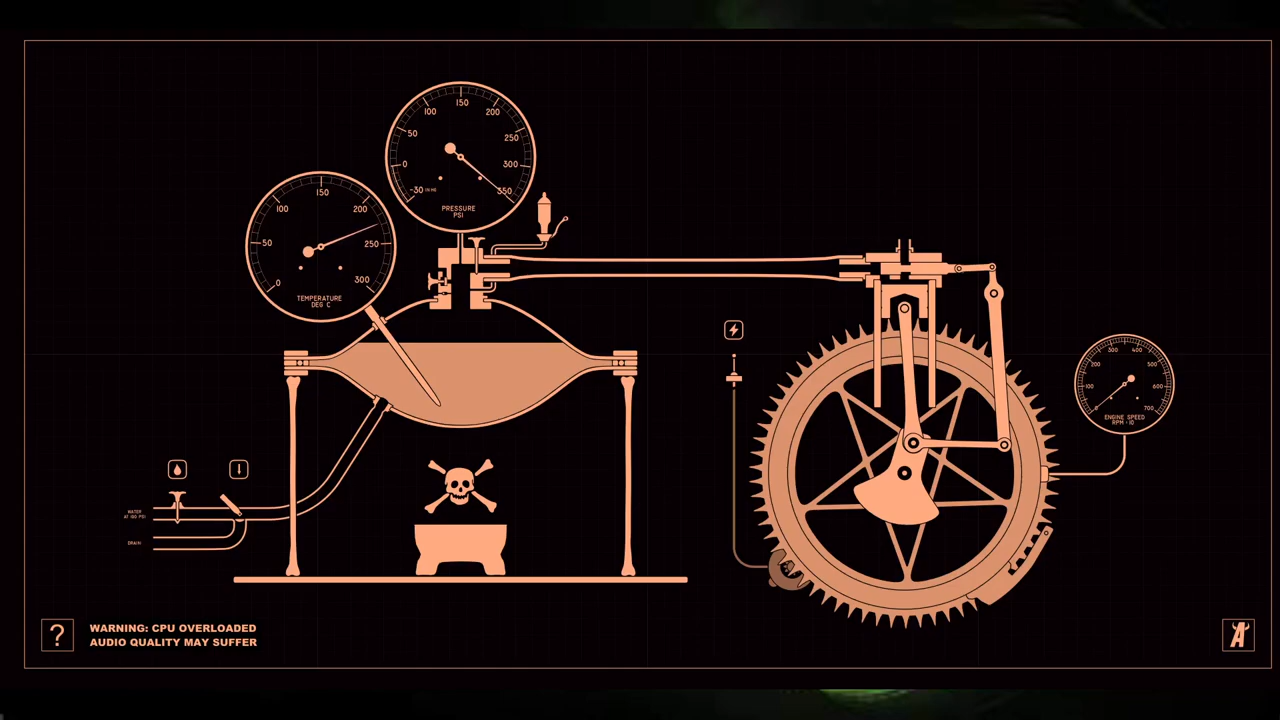 150
100
200
50
250
0
300
-30 IN HG
350
PRESSURE
PSI
150
100
200
50
250
0
300
TEMPERATURE
DEG C
300
400
200
500
100
600
0
700
ENGINE SPEED
RPM × 10
WATER
AT 160 PSI
DRAIN
?
WARNING: CPU OVERLOADED
AUDIO QUALITY MAY SUFFER
A